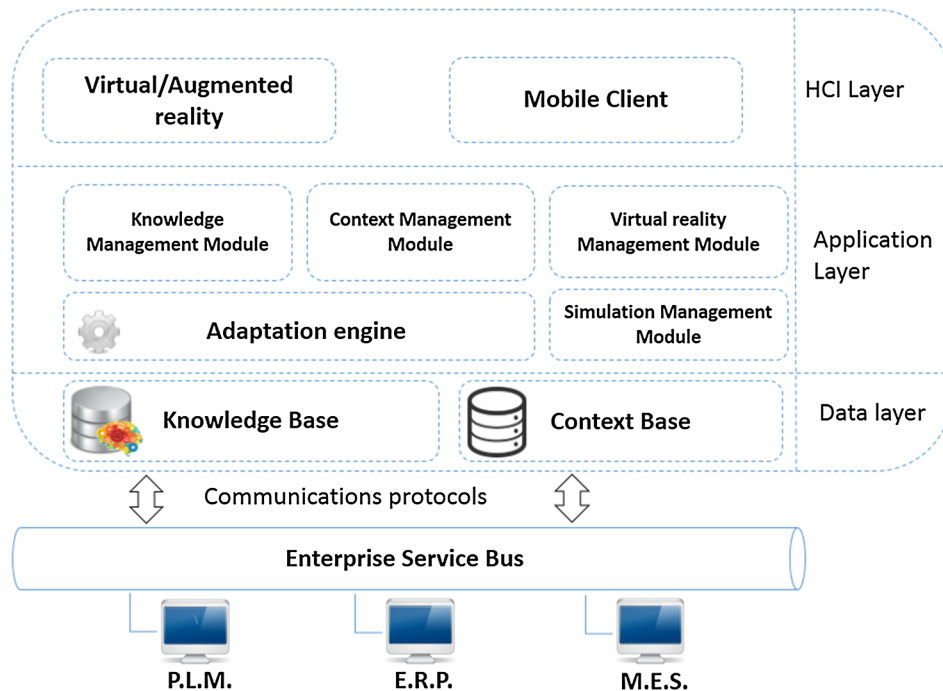 Virtual/Augmented
reality
Mobile Client
HCI Layer
Knowledge
Management Module
Context Management
Module
Virtual reality
Management Module
Application
Layer
Adaptation engine
Simulation Management
Module
Knowledge Base
Context Base
Data layer
Communications protocols
Enterprise Service Bus
P.L.M.
E.R.P.
M.E.S.